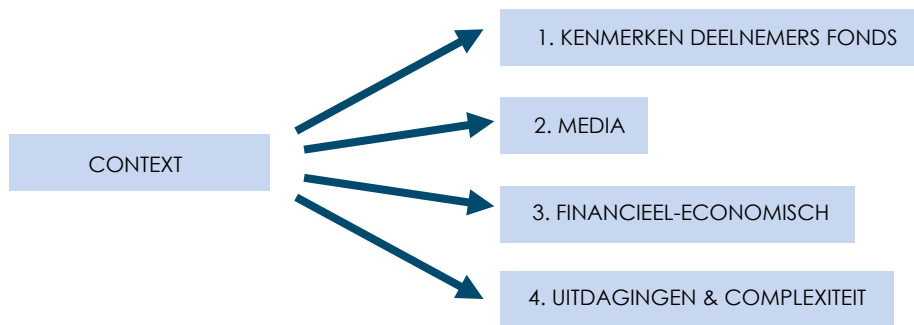 CONTEXT
1. KENMERKEN DEELNEMERS FONDS
2. MEDIA
3. FINANCIEEL-ECONOMISCH
4. UITDAGINGEN & COMPLEXITEIT